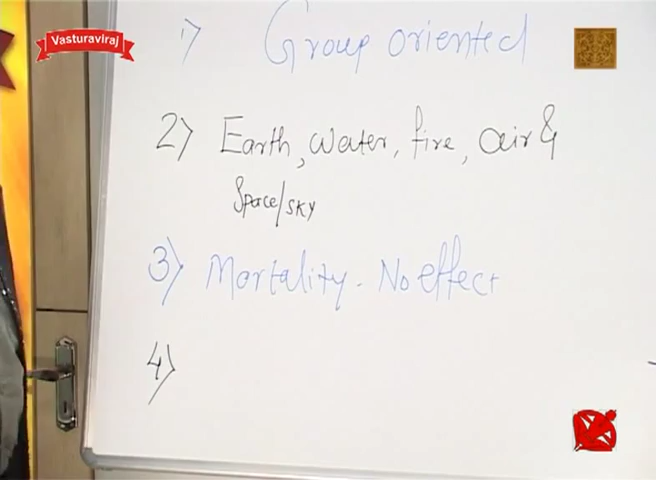 Vasturaviraj
1) Group oriented
2) Earth, water, fire, air &
Space/sky
3) Mortality - No effect
4)